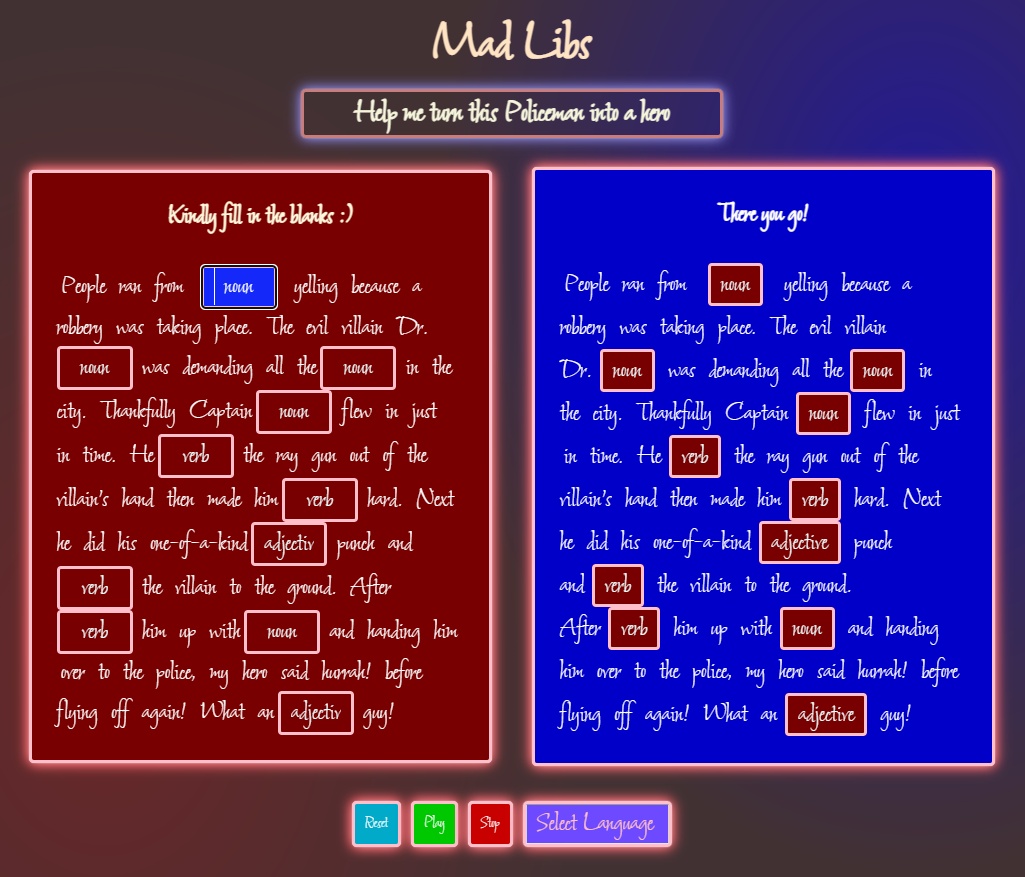 Mad Libs
Help me turn this Policeman into a hero
Kindly fill in the blanks :)
People ran from noun yelling because a
robbery was taking place. The evil villain Dr.
noun was demanding all the noun in the
city. Thankfully Captain noun flew in just
in time. He verb the ray gun out of the
villain's hand then made him verb hard. Next
he did his one-of-a-kind adjectiv punch and
verb the villain to the ground. After
verb him up with noun and handing him
over to the police, my hero said hurrah! before
flying off again! What an adjectiv guy!
There you go!
People ran from noun yelling because a
robbery was taking place. The evil villain
Dr. noun was demanding all the noun in
the city. Thankfully Captain noun flew in just
in time. He verb the ray gun out of the
villain's hand then made him verb hard. Next
he did his one-of-a-kind adjective punch
and verb the villain to the ground.
After verb him up with noun and handing
him over to the police, my hero said hurrah! before
flying off again! What an adjective guy!
Reset Play Stop Select Language